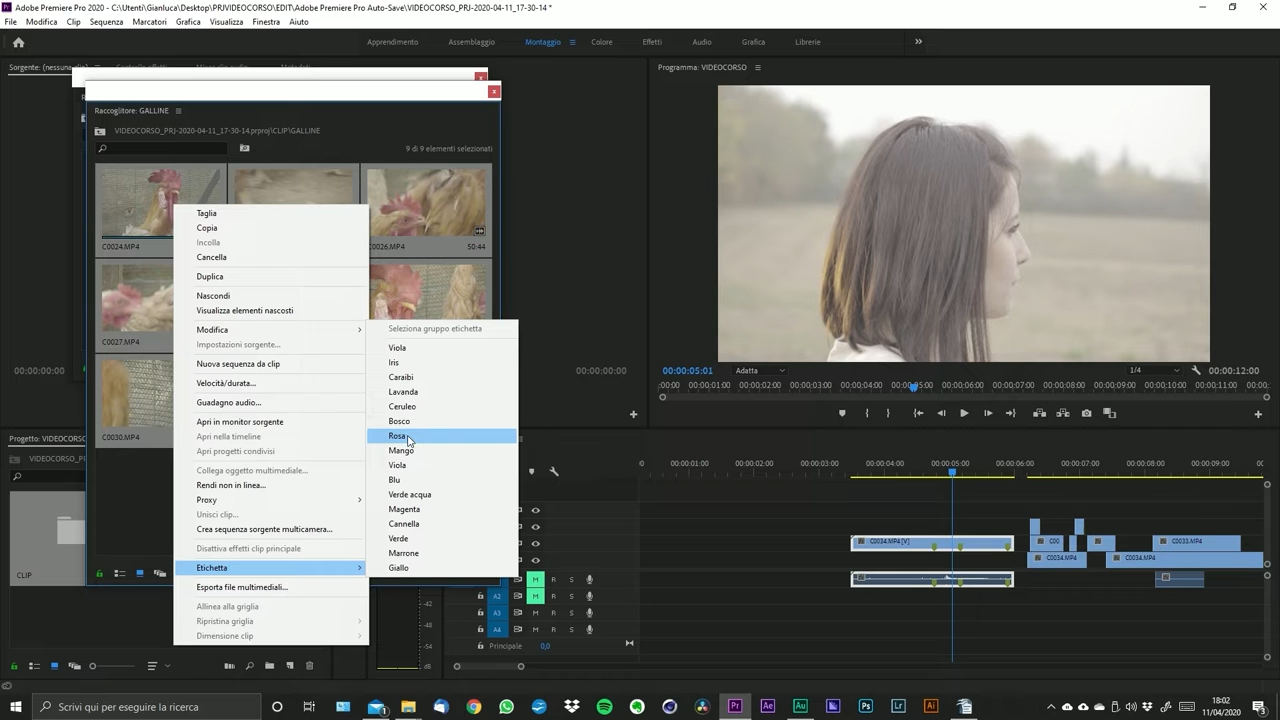 Adobe Premiere Pro 2020 - C:\Utenti\Gianluca\Desktop\PRJVIDEOCORSO\EDIT\Adobe Premiere Pro Auto-Save\VIDEOCORSO_PRJ-2020-04-11_17-30-14 *
File Modifica Clip Sequenza Marcatori Grafica Visualizza Finestra Aiuto
Apprendimento Assemblaggio Montaggio Colore Effetti Audio Grafica Librerie
Programma: VIDEOCORSO
Raccoglitore: GALLINE
VIDEOCORSO_PRJ-2020-04-11_17-30-14.prproj\CLIP\GALLINE
9 di 9 elementi selezionati
C0024.MP4
C0026.MP4 50:44
C0027.MP4
C0030.MP4
Taglia
Copia
Incolla
Cancella
Duplica
Nascondi
Visualizza elementi nascosti
Modifica
Impostazioni sorgente...
Nuova sequenza da clip
Velocità/durata...
Guadagno audio...
Apri in monitor sorgente
Apri nella timeline
Apri progetti condivisi
Collega oggetto multimediale...
Rendi non in linea...
Proxy
Unisci clip...
Crea sequenza sorgente multicamera...
Disattiva effetti clip principale
Etichetta
Esporta file multimediali...
Allinea alla griglia
Ripristina griglia
Dimensione clip
Seleziona gruppo etichetta
Viola
Iris
Caraibi
Lavanda
Ceruleo
Bosco
Rosa
Mango
Viola
Blu
Verde acqua
Magenta
Cannella
Verde
Marrone
Giallo
00:00:00:00
00:00:00:00
00:00:05:01 Adatta 1/4 00:00:12:00
:00:00 00:00:01:00 00:00:02:00 00:00:03:00 00:00:04:00 00:00:05:00 00:00:06:00 00:00:07:00 00:00:08:00 00:00:09:00 00:00:10:00 00:00:11:00 00:00:12:0
Progetto: VIDEOCORSO
CLIP
00:00:01:00 00:00:02:00 00:00:03:00 00:00:04:00 00:00:05:00 00:00:06:00 00:00:07:00 00:00:08:00 00:00:09:00
C0034.MP4 [V] C00 C0033.MP4
C0034.MP4 C0034.MP4
M S
A2 M R S
A3 M R S
A4 M R S
Principale 0,0
-42
-48
-54
dB
Scrivi qui per eseguire la ricerca
18:02
11/04/2020